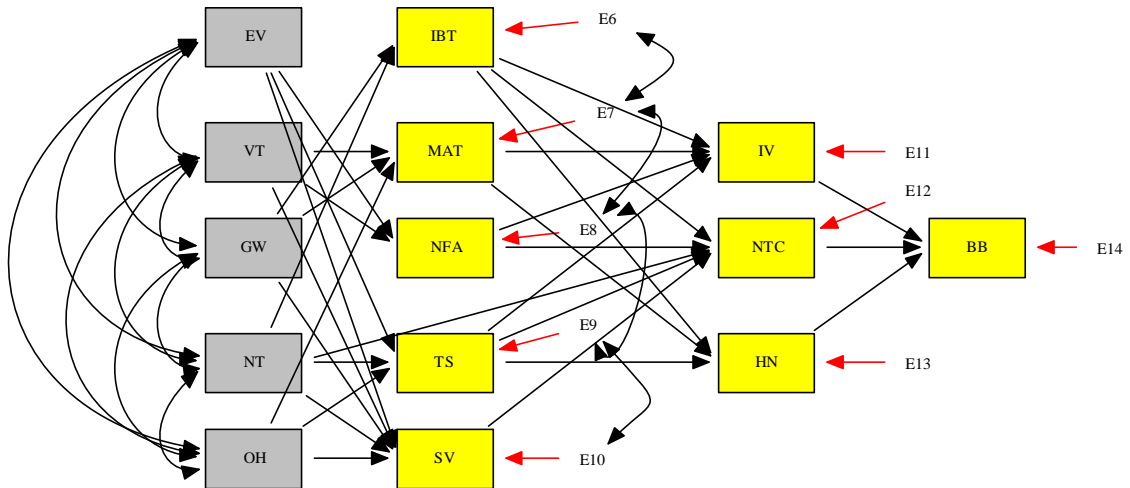 EV
IBT
E6
VT
MAT
E7
IV
E11
GW
NFA
E8
NTC
E12
BB
E14
NT
TS
E9
HN
E13
OH
SV
E10